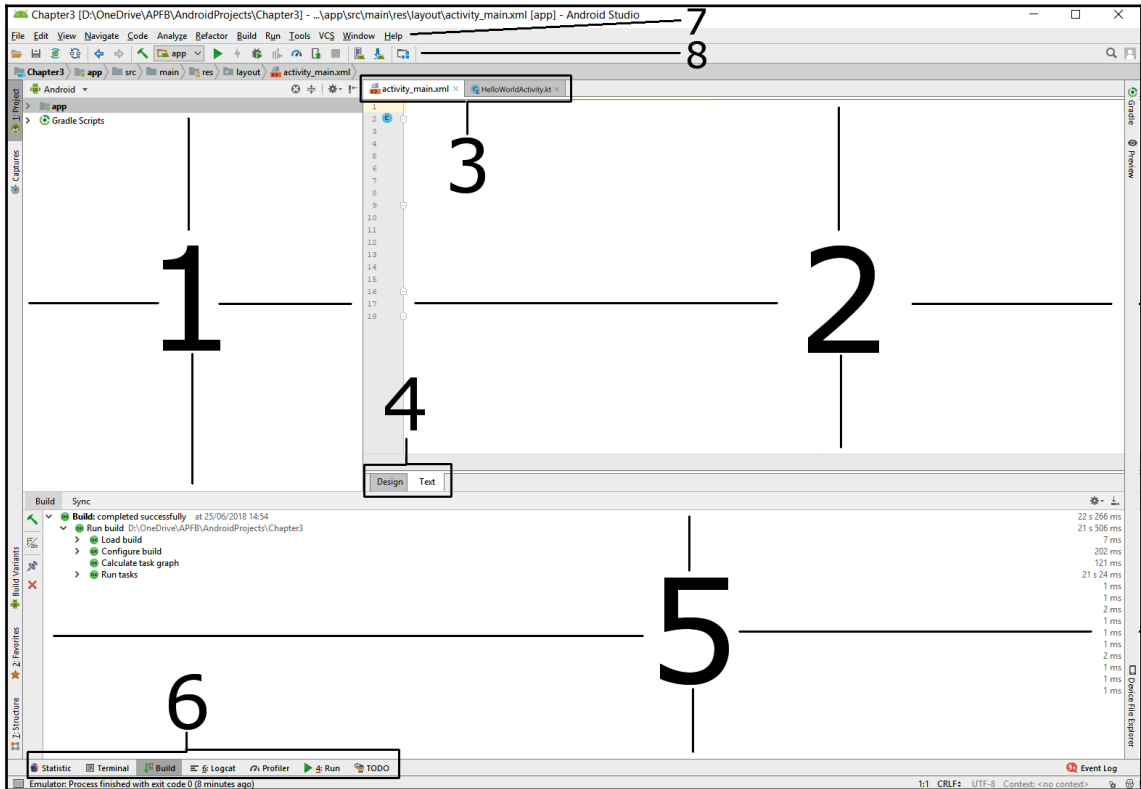 Chapter3 [D:\OneDrive\APFB\AndroidProjects\Chapter3] - ...\app\src\main\res\layout\activity_main.xml [app] - Android Studio
File Edit View Navigate Code Analyze Refactor Build Run Tools VCS Window Help
7
app
8
Chapter3 app src main res layout activity_main.xml
Android
activity_main.xml
HelloWorldActivity.kt
1: Project
Captures
Build Variants
2: Favorites
7: Structure
app
Gradle Scripts
1
1
2
3
4
5
6
7
8
9
10
11
12
13
14
15
16
17
18
3
2
4
Design Text
Gradle
Preview
Device File Explorer
Build Sync
Build: completed successfully at 25/06/2018 14:54 22 s 266 ms
Run build D:\OneDrive\APFB\AndroidProjects\Chapter3 21 s 506 ms
Load build 7 ms
Configure build 202 ms
Calculate task graph 121 ms
Run tasks 21 s 24 ms
1 ms
1 ms
2 ms
1 ms
1 ms
1 ms
2 ms
1 ms
1 ms
1 ms
5
6
Statistic Terminal Build 6: Logcat Profiler 4: Run TODO Event Log
Emulator: Process finished with exit code 0 (8 minutes ago) 1:1 CRLF UTF-8 Context: <no context>